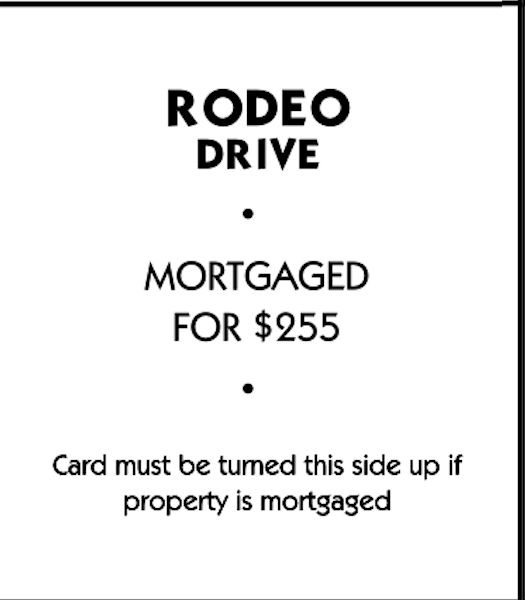 RODEO
DRIVE
MORTGAGED
FOR $255
Card must be turned this side up if
property is mortgaged